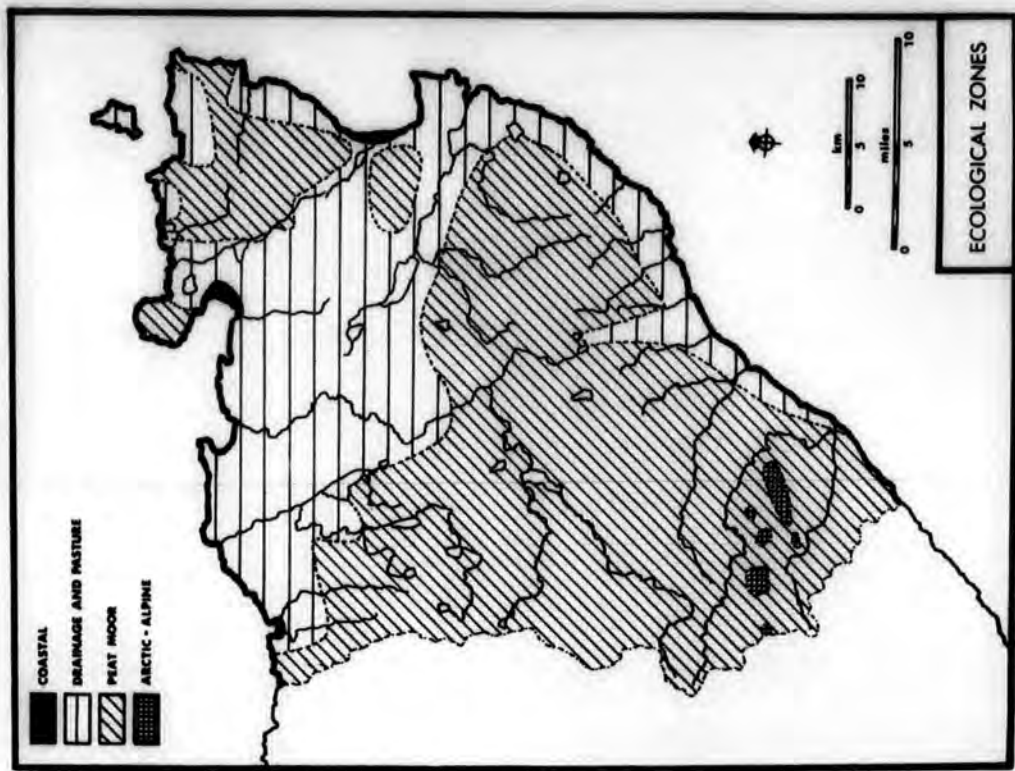 COASTAL
DRAINAGE AND PASTURE
PEAT MOOR
ARCTIC - ALPINE
km
0 5 10
miles
0 5 10
ECOLOGICAL ZONES